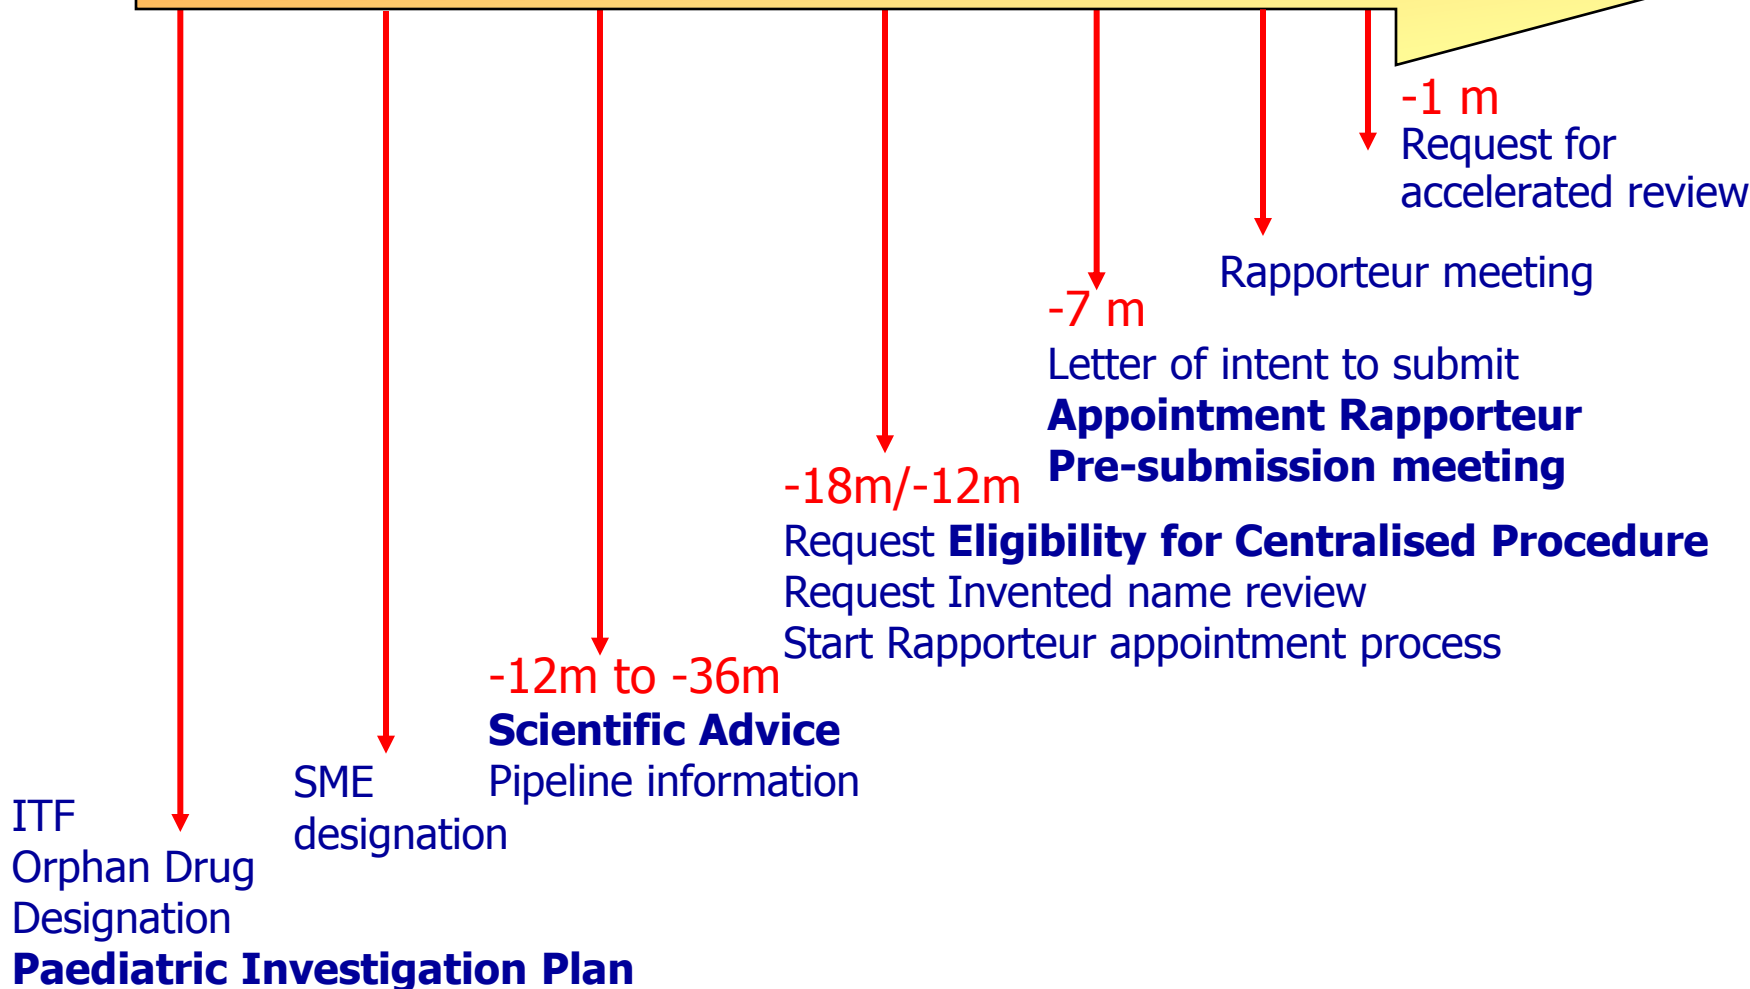 ITF
Orphan Drug
Designation
Paediatric Investigation Plan
SME
designation
-12m to -36m
Scientific Advice
Pipeline information
-18m/-12m
Request Eligibility for Centralised Procedure
Request Invented name review
Start Rapporteur appointment process
-7 m
Letter of intent to submit
Appointment Rapporteur
Pre-submission meeting
Rapporteur meeting
-1 m
Request for
accelerated review